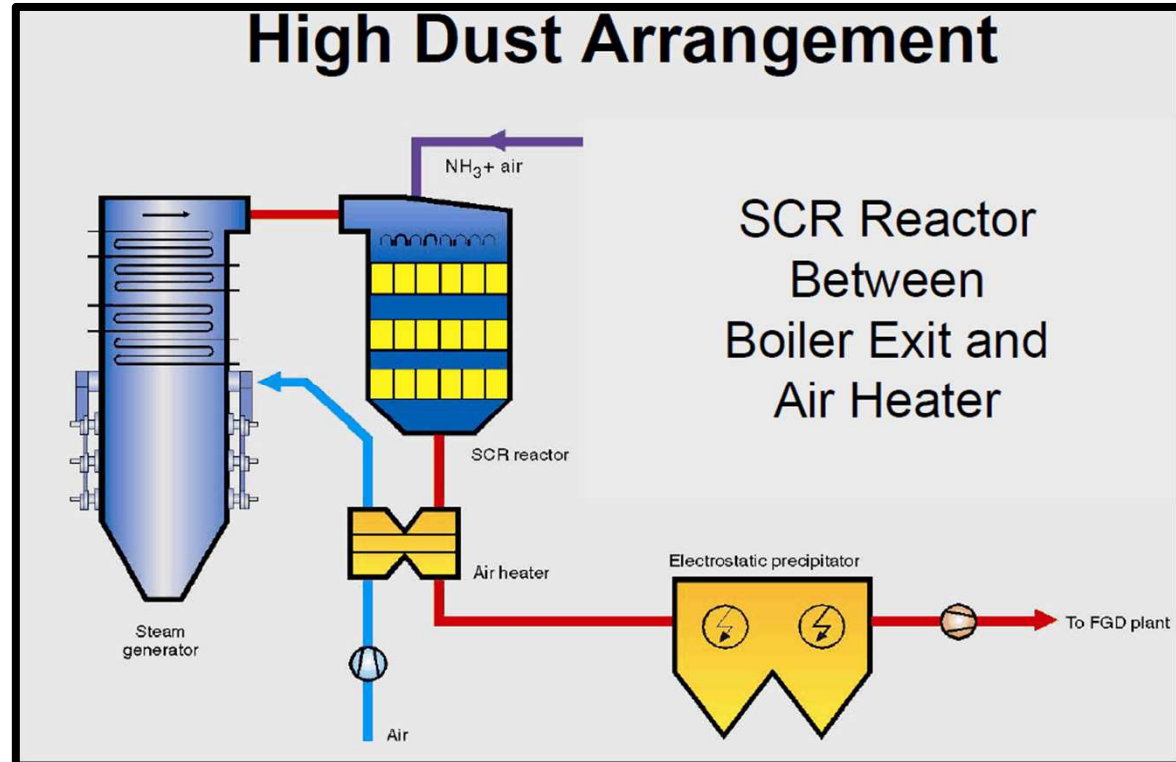 High Dust Arrangement
NH₃+ air
SCR Reactor
Between
Boiler Exit and
Air Heater
SCR reactor
Air heater
Electrostatic precipitator
Steam
generator
To FGD plant
Air